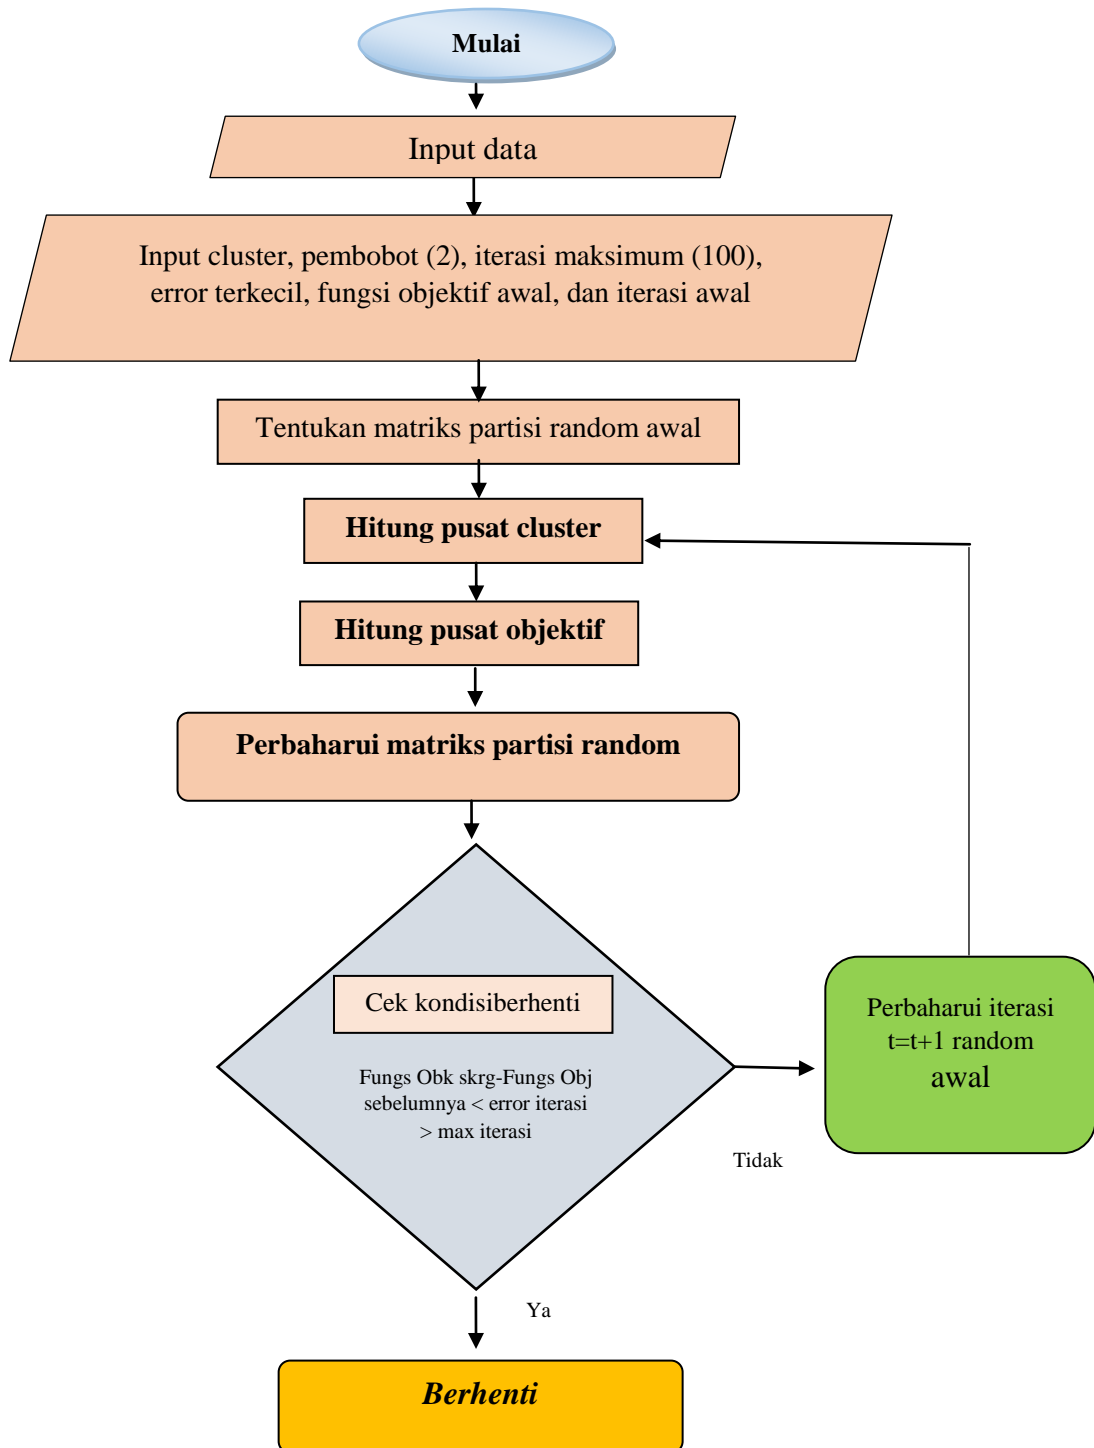 Mulai
Input data
Input cluster, pembobot (2), iterasi maksimum (100),
error terkecil, fungsi objektif awal, dan iterasi awal
Tentukan matriks partisi random awal
Hitung pusat cluster
Hitung pusat objektif
Perbaharui matriks partisi random
Cek kondisiberhenti
Fungs Obk skrg-Fungs Obj
sebelumnya < error iterasi
> max iterasi
Perbaharui iterasi
t=t+1 random
awal
Tidak
Ya
Berhenti